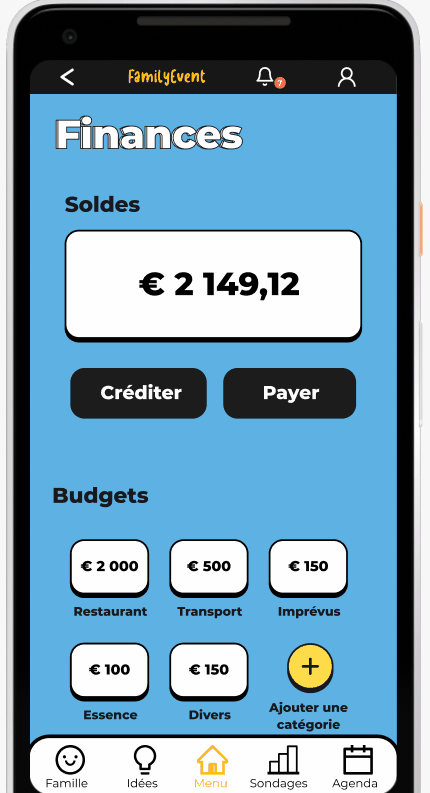 FamilyEvent
7
Finances
Soldes
€ 2 149,12
Créditer Payer
Budgets
€ 2 000 € 500 € 150
Restaurant Transport Imprévus
€ 100 € 150 +
Essence Divers Ajouter une
catégorie
Famille Idées Menu Sondages Agenda